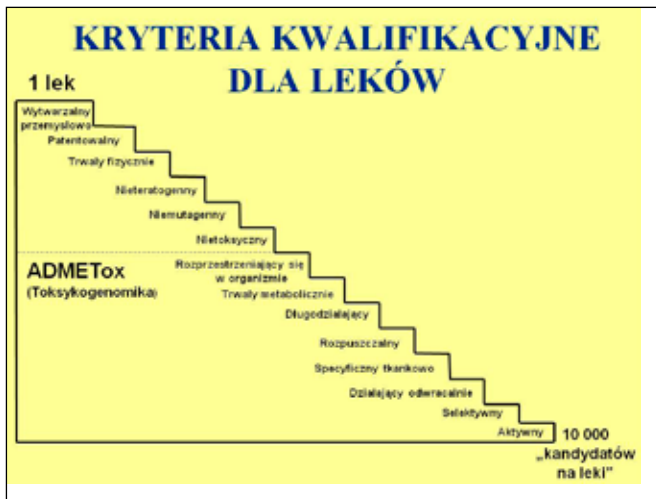 KRYTERIA KWALIFIKACYJNE
DLA LEKÓW
1 lek
Wytwarzalny
przemysłowo
Patentowalny
Trwały fizycznie
Nieteratogenny
Niemutagenny
Nietoksyczny
ADMETox
(Toksykogenomika)
Rozprzestrzeniający się
w organizmie
Trwały metabolicznie
Długodziałający
Rozpuszczalny
Specyficzny tkankowo
Działający odwracalnie
Selektywny
Aktywny
10 000
„kandydatów
na leki"